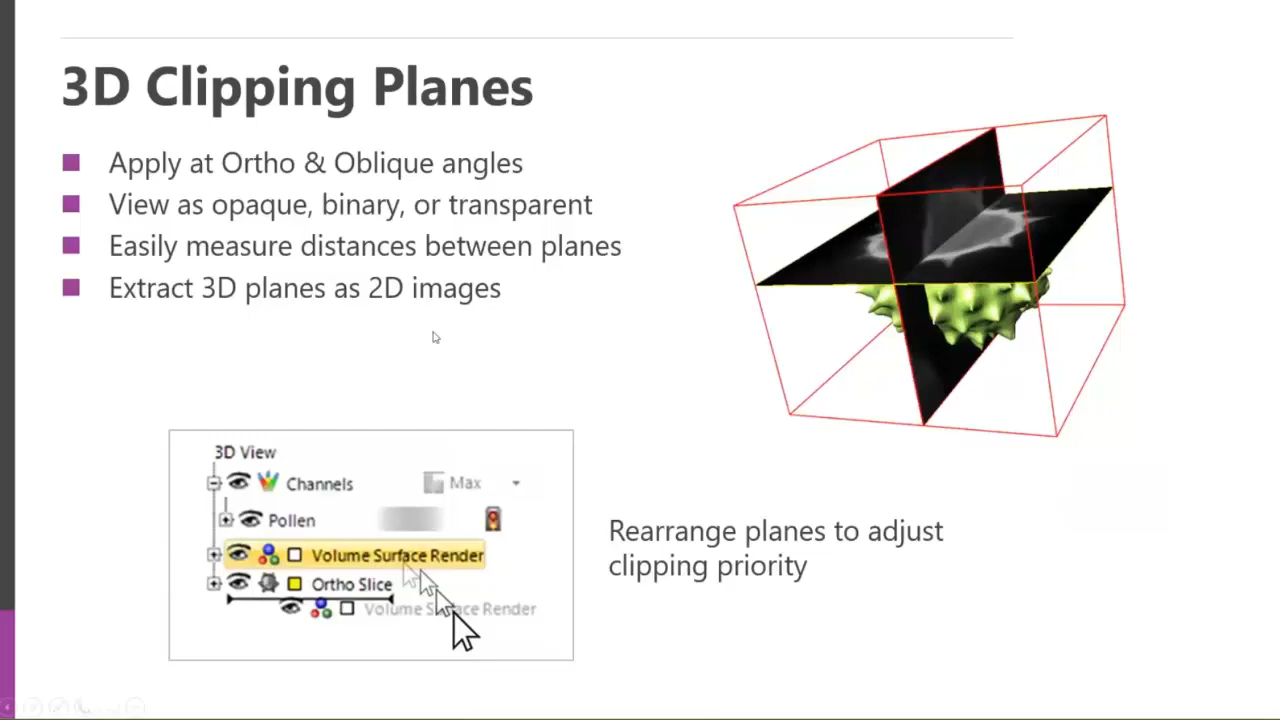 3D Clipping Planes
Apply at Ortho & Oblique angles
View as opaque, binary, or transparent
Easily measure distances between planes
Extract 3D planes as 2D images
3D View
Channels Max
Pollen
Volume Surface Render
Ortho Slice
Volume Surface Render
Rearrange planes to adjust
clipping priority